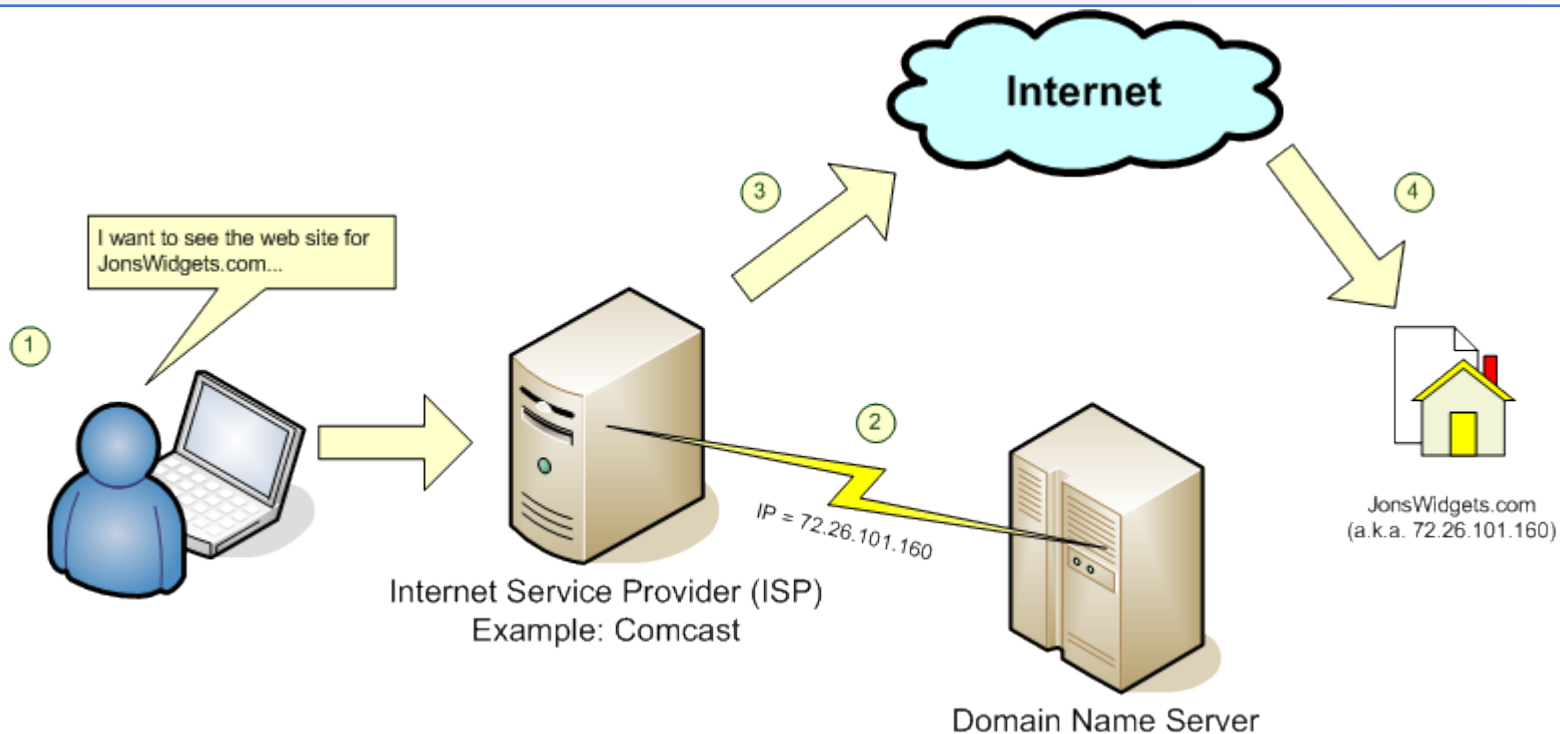 Internet
3
4
I want to see the web site for
JonsWidgets.com...
1
2
IP = 72.26.101.160
JonsWidgets.com
(a.k.a. 72.26.101.160)
Internet Service Provider (ISP)
Example: Comcast
Domain Name Server